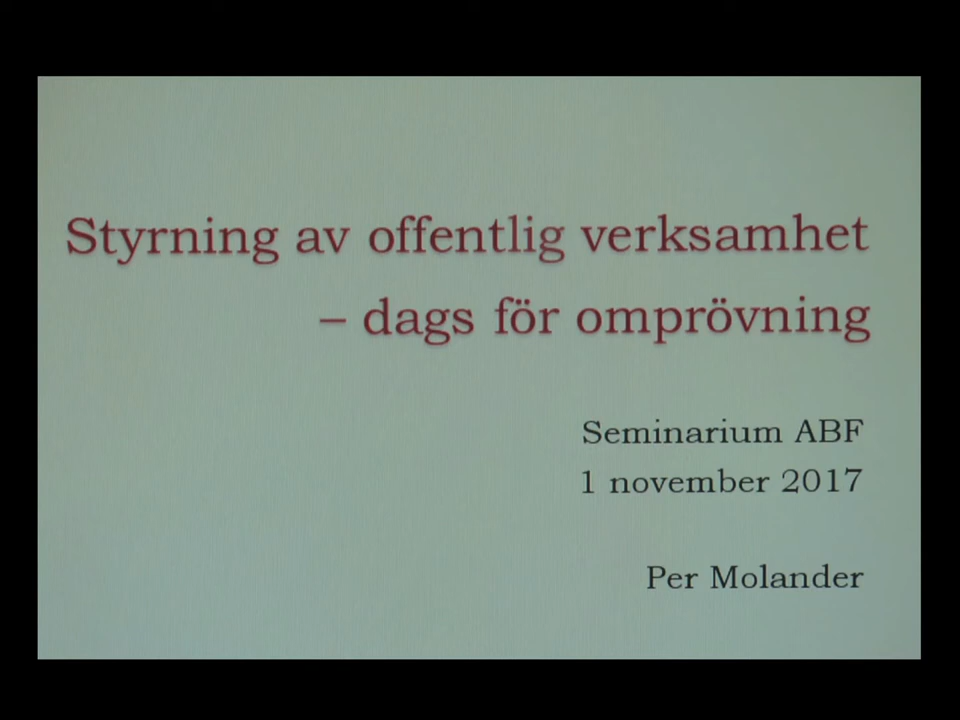 Styrning av offentlig verksamhet
– dags för omprövning
Seminarium ABF
1 november 2017
Per Molander